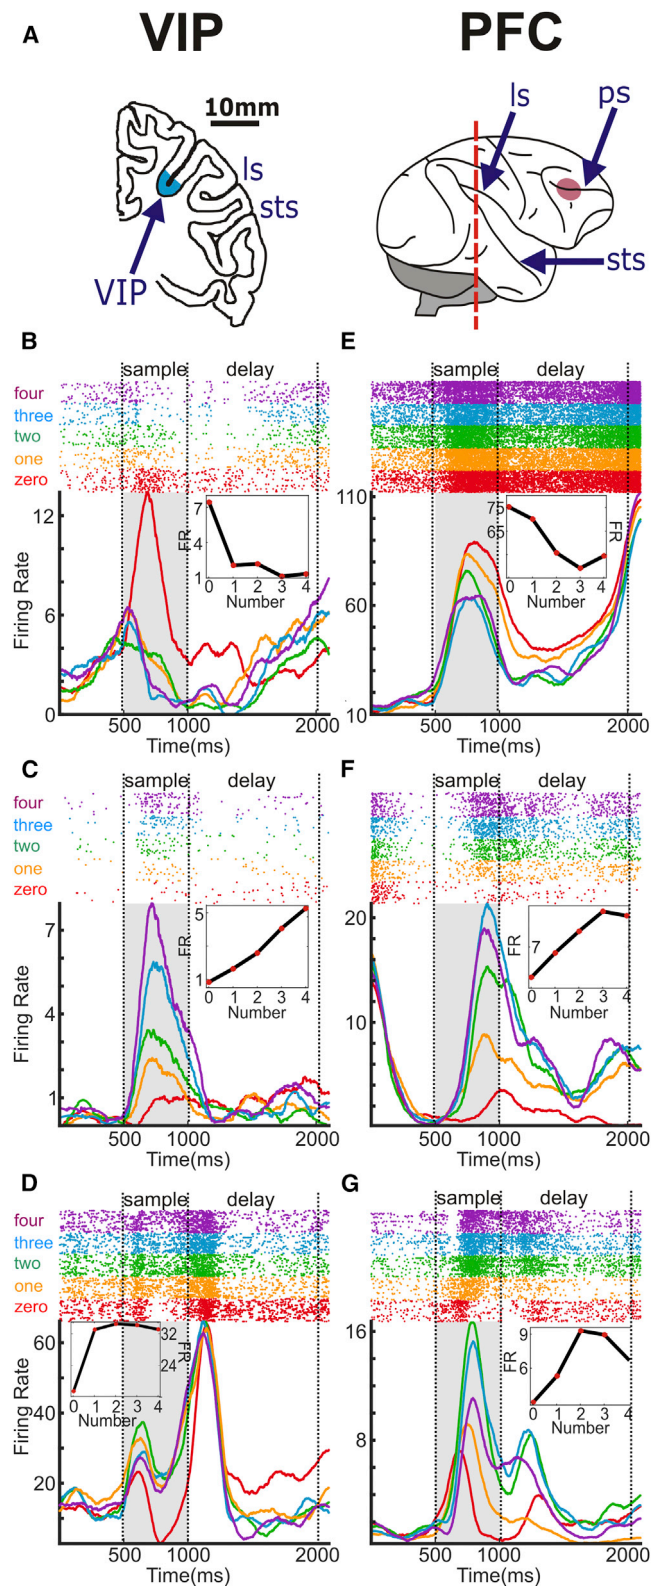 A
VIP
PFC
10mm
ls
sts
VIP
ls
ps
sts
B
sample
delay
four
three
two
one
zero
12
6
0
Firing Rate
7
4
1
FR
0 1 2 3 4
Number
500 1000 2000
Time(ms)
E
sample
delay
110
60
10
75
65
FR
0 1 2 3 4
Number
500 1000 2000
Time(ms)
C
sample
delay
four
three
two
one
zero
7
4
1
Firing Rate
5
1
FR
0 1 2 3 4
Number
500 1000 2000
Time(ms)
F
sample
delay
20
10
FR
7
0 1 2 3 4
Number
500 1000 2000
Time(ms)
D
sample
delay
four
three
two
one
zero
60
40
20
Firing Rate
32
24
FR
0 1 2 3 4
Number
500 1000 2000
Time(ms)
G
sample
delay
16
8
9
6
FR
0 1 2 3 4
Number
500 1000 2000
Time(ms)